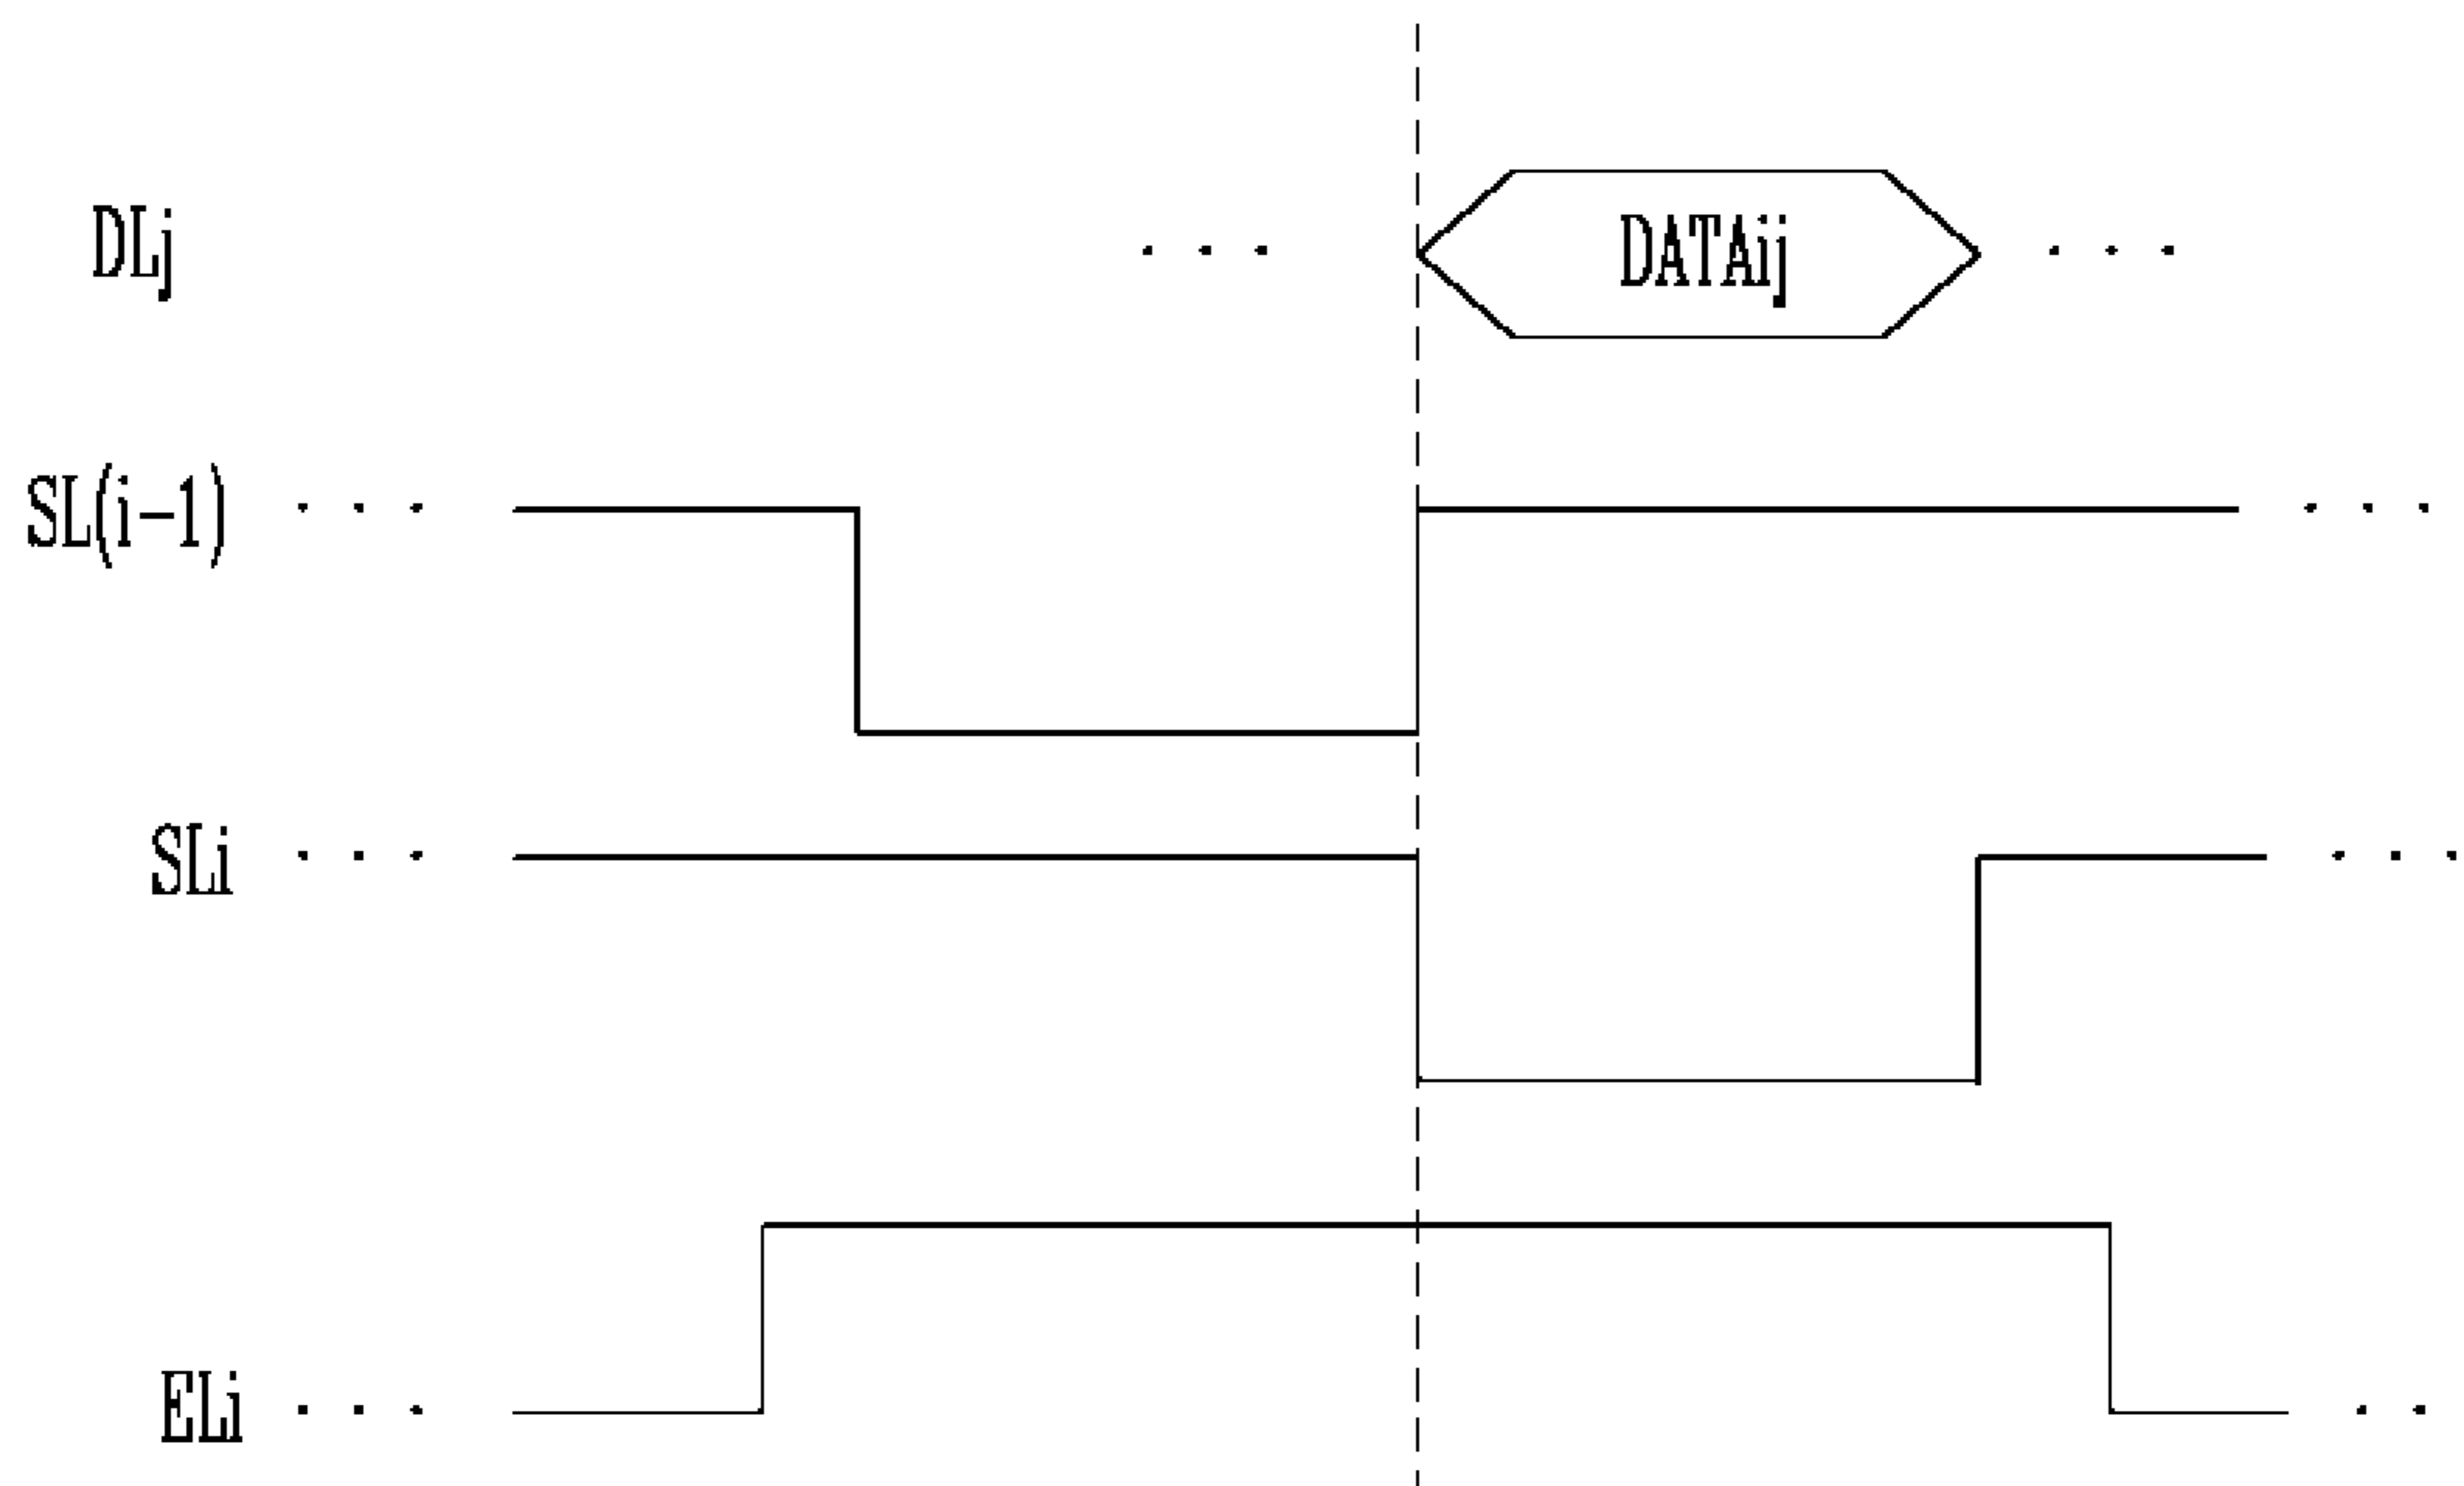 DLj
DATAij
SL(i-1)
SLi
ELi